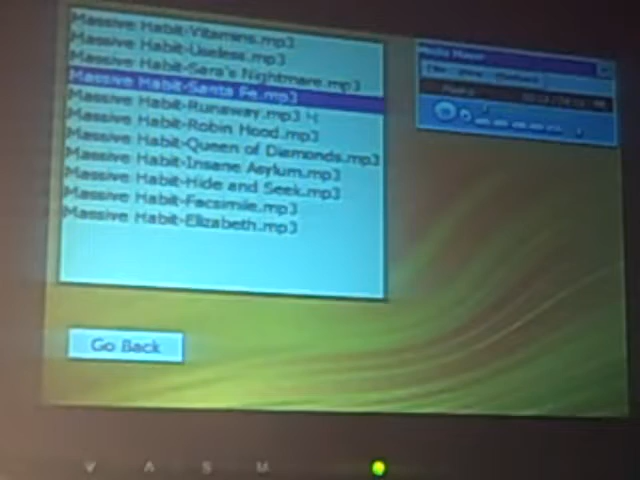 Massive Habit-Vitamins.mp3
Massive Habit-Useless.mp3
Massive Habit-Sara's Nightmare.mp3
Massive Habit-Santa Fe.mp3
Massive Habit-Runaway.mp3
Massive Habit-Robin Hood.mp3
Massive Habit-Queen of Diamonds.mp3
Massive Habit-Insane Asylum.mp3
Massive Habit-Hide and Seek.mp3
Massive Habit-Facsimile.mp3
Massive Habit-Elizabeth.mp3
Go Back